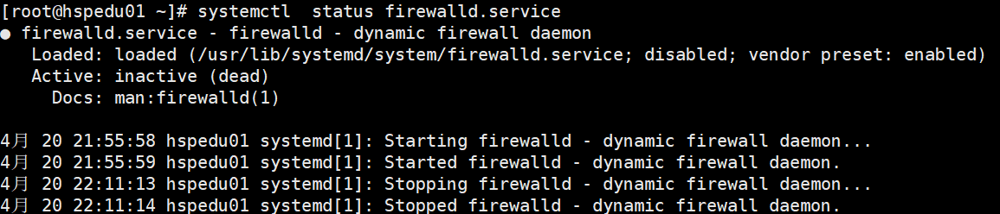 [root@hspedu01 ~]# systemctl  status firewalld.service
● firewalld.service - firewalld - dynamic firewall daemon
   Loaded: loaded (/usr/lib/systemd/system/firewalld.service; disabled; vendor preset: enabled)
   Active: inactive (dead)
     Docs: man:firewalld(1)

4月 20 21:55:58 hspedu01 systemd[1]: Starting firewalld - dynamic firewall daemon...
4月 20 21:55:59 hspedu01 systemd[1]: Started firewalld - dynamic firewall daemon.
4月 20 22:11:13 hspedu01 systemd[1]: Stopping firewalld - dynamic firewall daemon...
4月 20 22:11:14 hspedu01 systemd[1]: Stopped firewalld - dynamic firewall daemon.